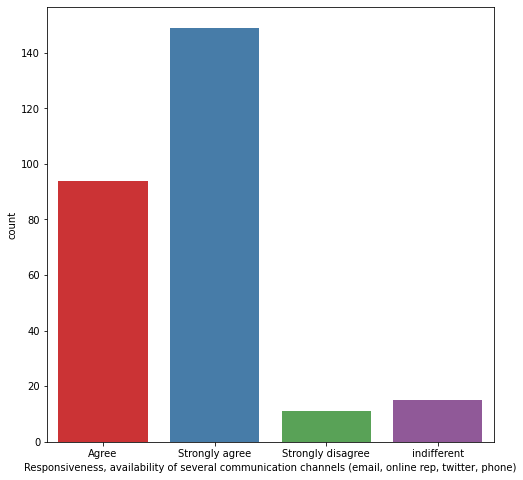 140
120
100
80
60
40
20
0
count
Agree Strongly agree Strongly disagree indifferent
Responsiveness, availability of several communication channels (email, online rep, twitter, phone)